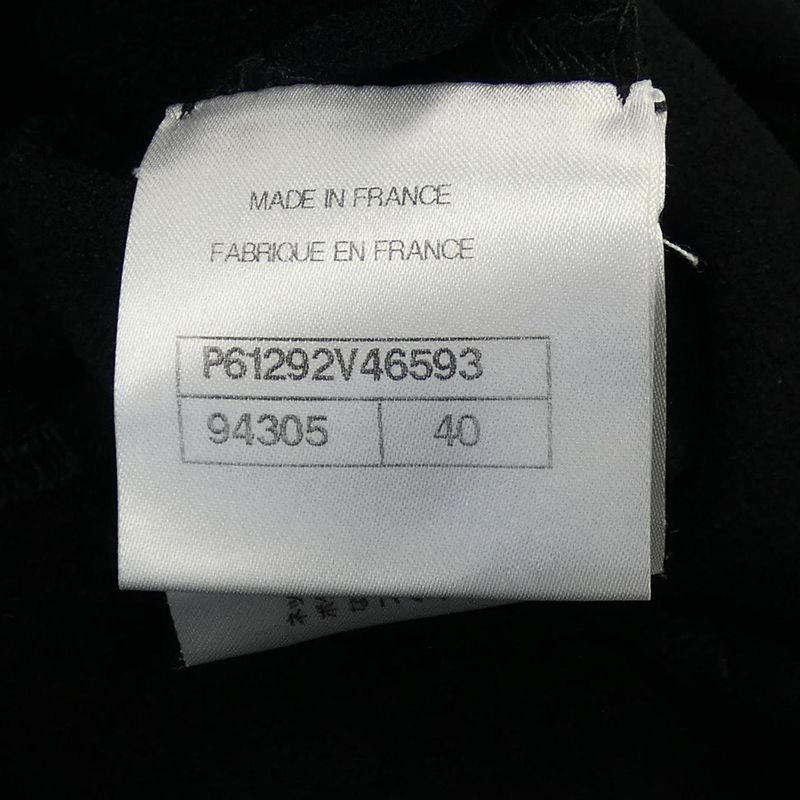 MADE IN FRANCE
FABRIQUE EN FRANCE
P61292V46593
94305 40